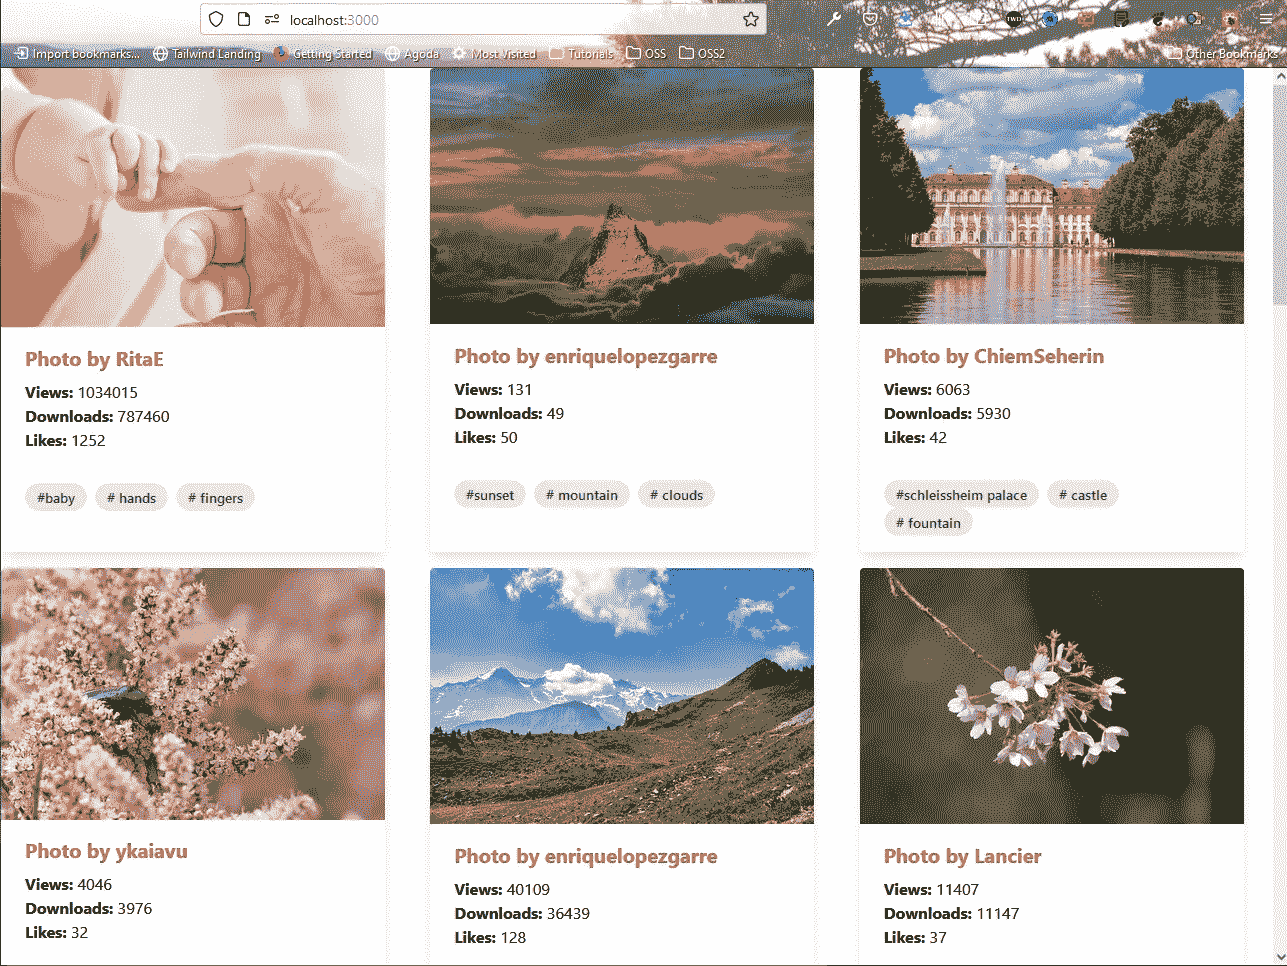 localhost:3000
Import bookmarks... Tailwind Landing Getting Started Agoda Most Visited Tutorials OSS OSS2 Other Bookmarks
Photo by RitaE
Views: 1034015
Downloads: 787460
Likes: 1252
#baby # hands # fingers
Photo by enriquelopezgarre
Views: 131
Downloads: 49
Likes: 50
#sunset # mountain # clouds
Photo by ChiemSeherin
Views: 6063
Downloads: 5930
Likes: 42
#schleissheim palace # castle
# fountain
Photo by ykaiavu
Views: 4046
Downloads: 3976
Likes: 32
Photo by enriquelopezgarre
Views: 40109
Downloads: 36439
Likes: 128
Photo by Lancier
Views: 11407
Downloads: 11147
Likes: 37